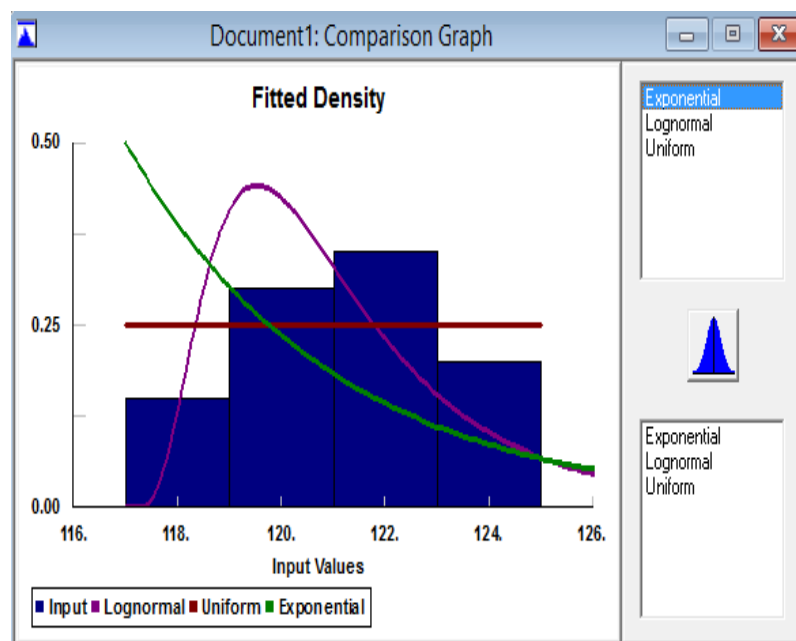 Document1: Comparison Graph
Fitted Density
0.50
0.25
0.00
116. 118. 120. 122. 124. 126.
Input Values
Input Lognormal Uniform Exponential
Exponential
Lognormal
Uniform
Exponential
Lognormal
Uniform